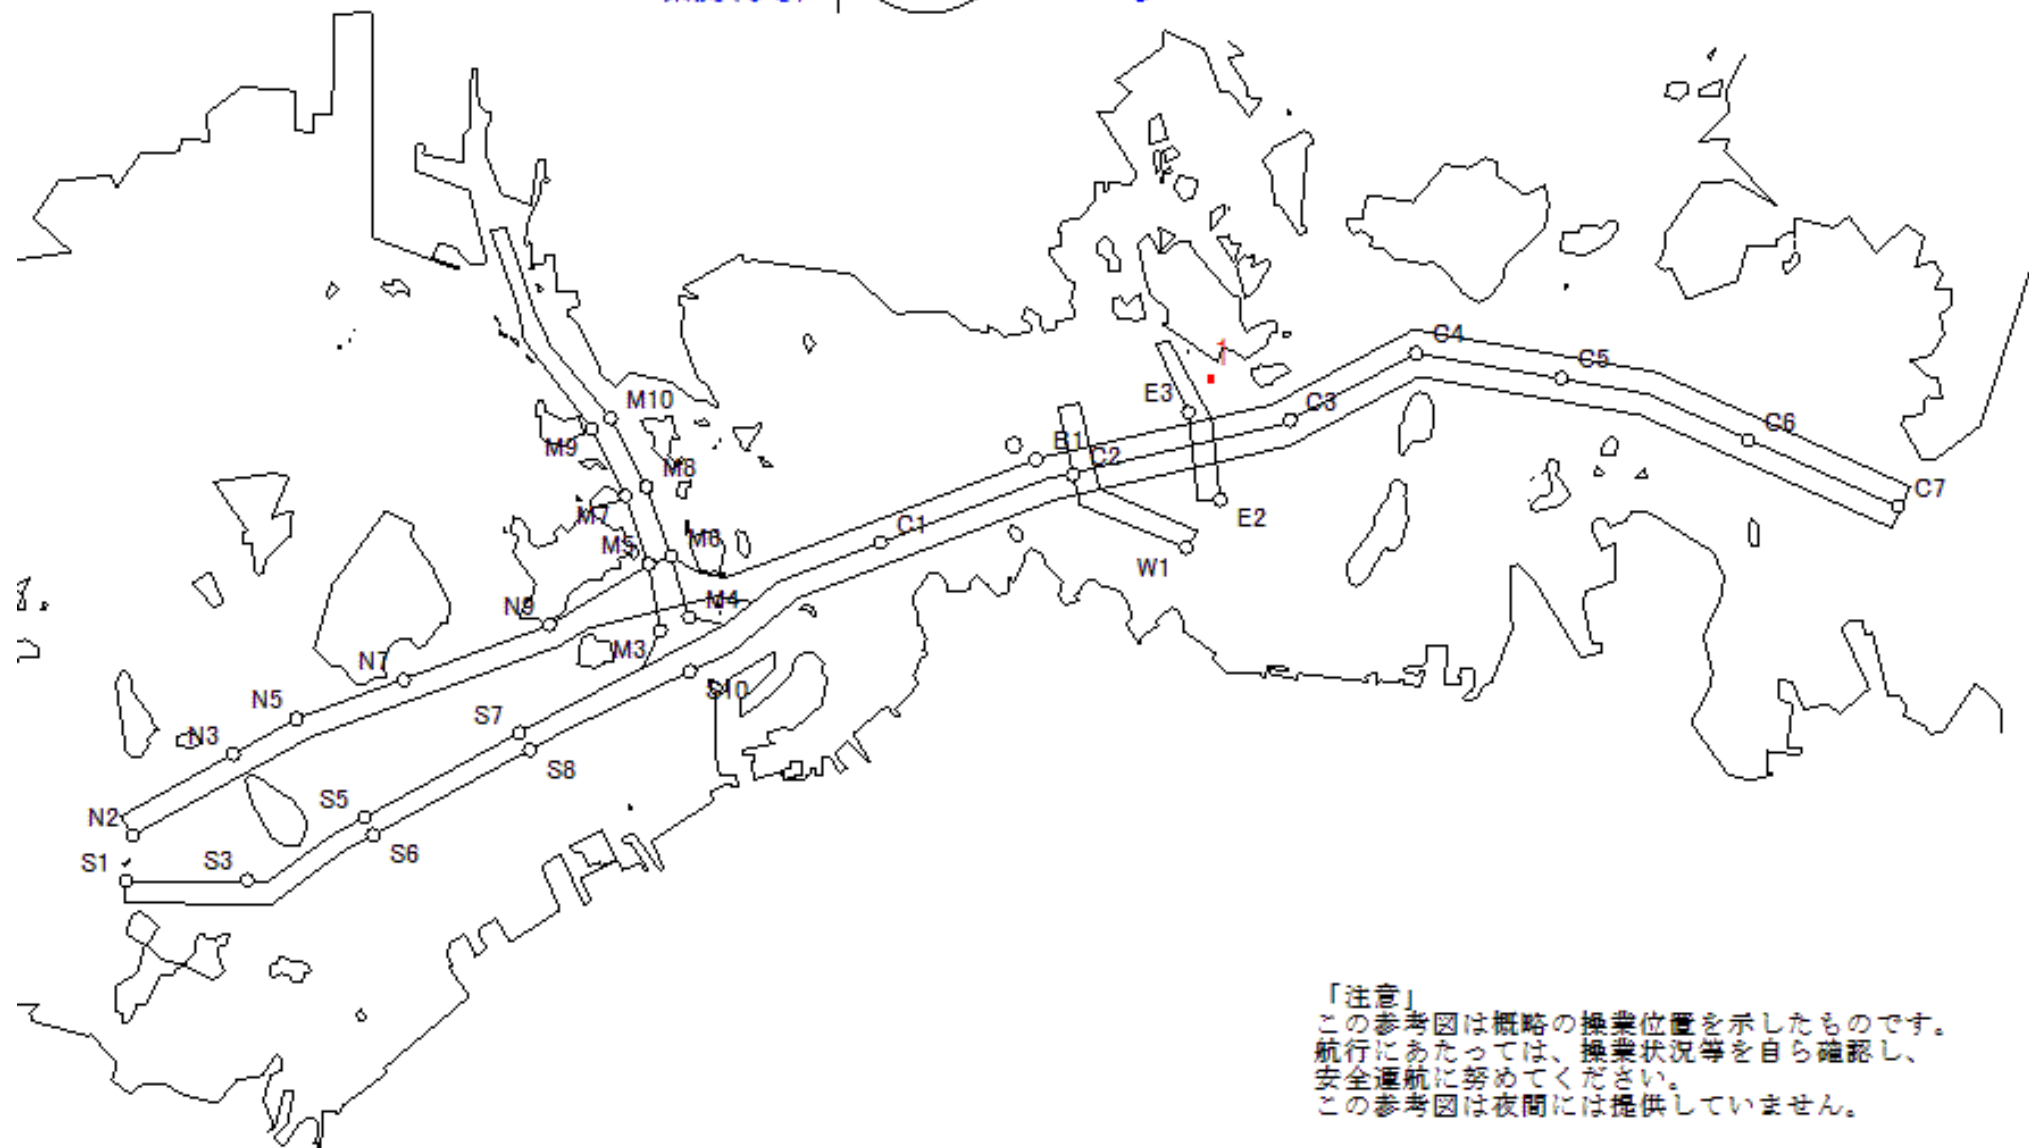 1
C4
C5
E3
C3
M10
C6
B1
M9
C2
M8
C7
M7
E2
C1
M5
M6
W1
N9
M4
M3
N7
S10
N5
S7
N3
S8
S5
N2
S6
S1
S3
「注意」
この参考図は概略の操業位置を示したものです。
航行にあたっては、操業状況等を自ら確認し、
安全運航に努めてください。
この参考図は夜間には提供していません。